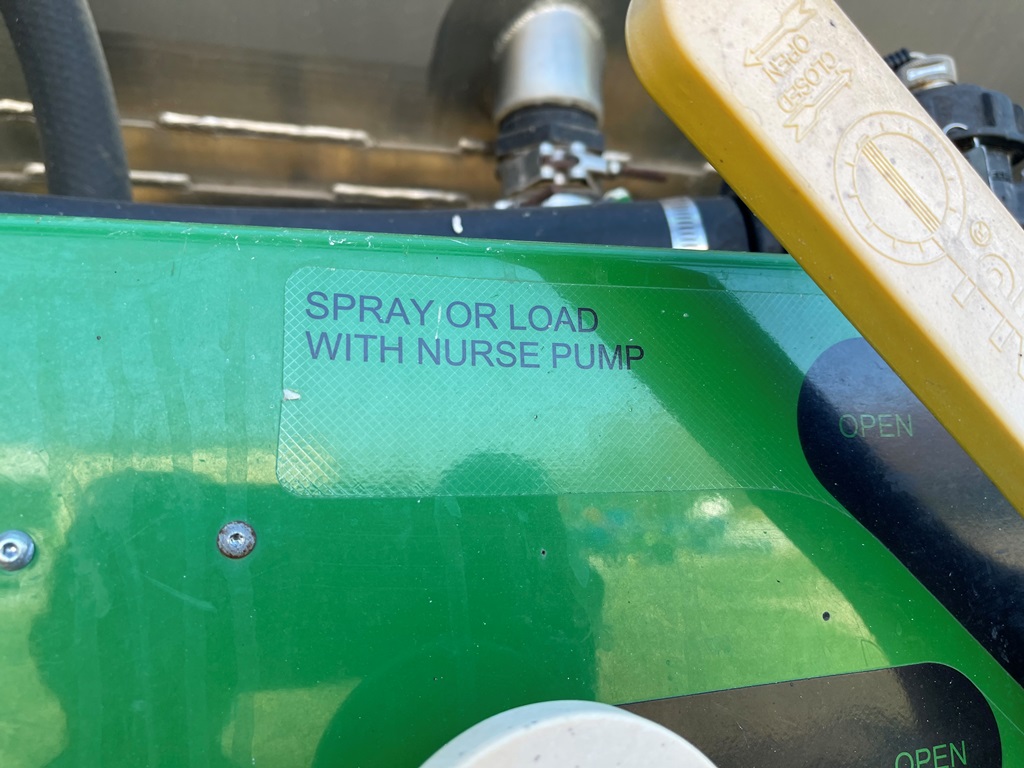 OPEN
CLOSED
SPRAY OR LOAD
WITH NURSE PUMP
OPEN
OPEN